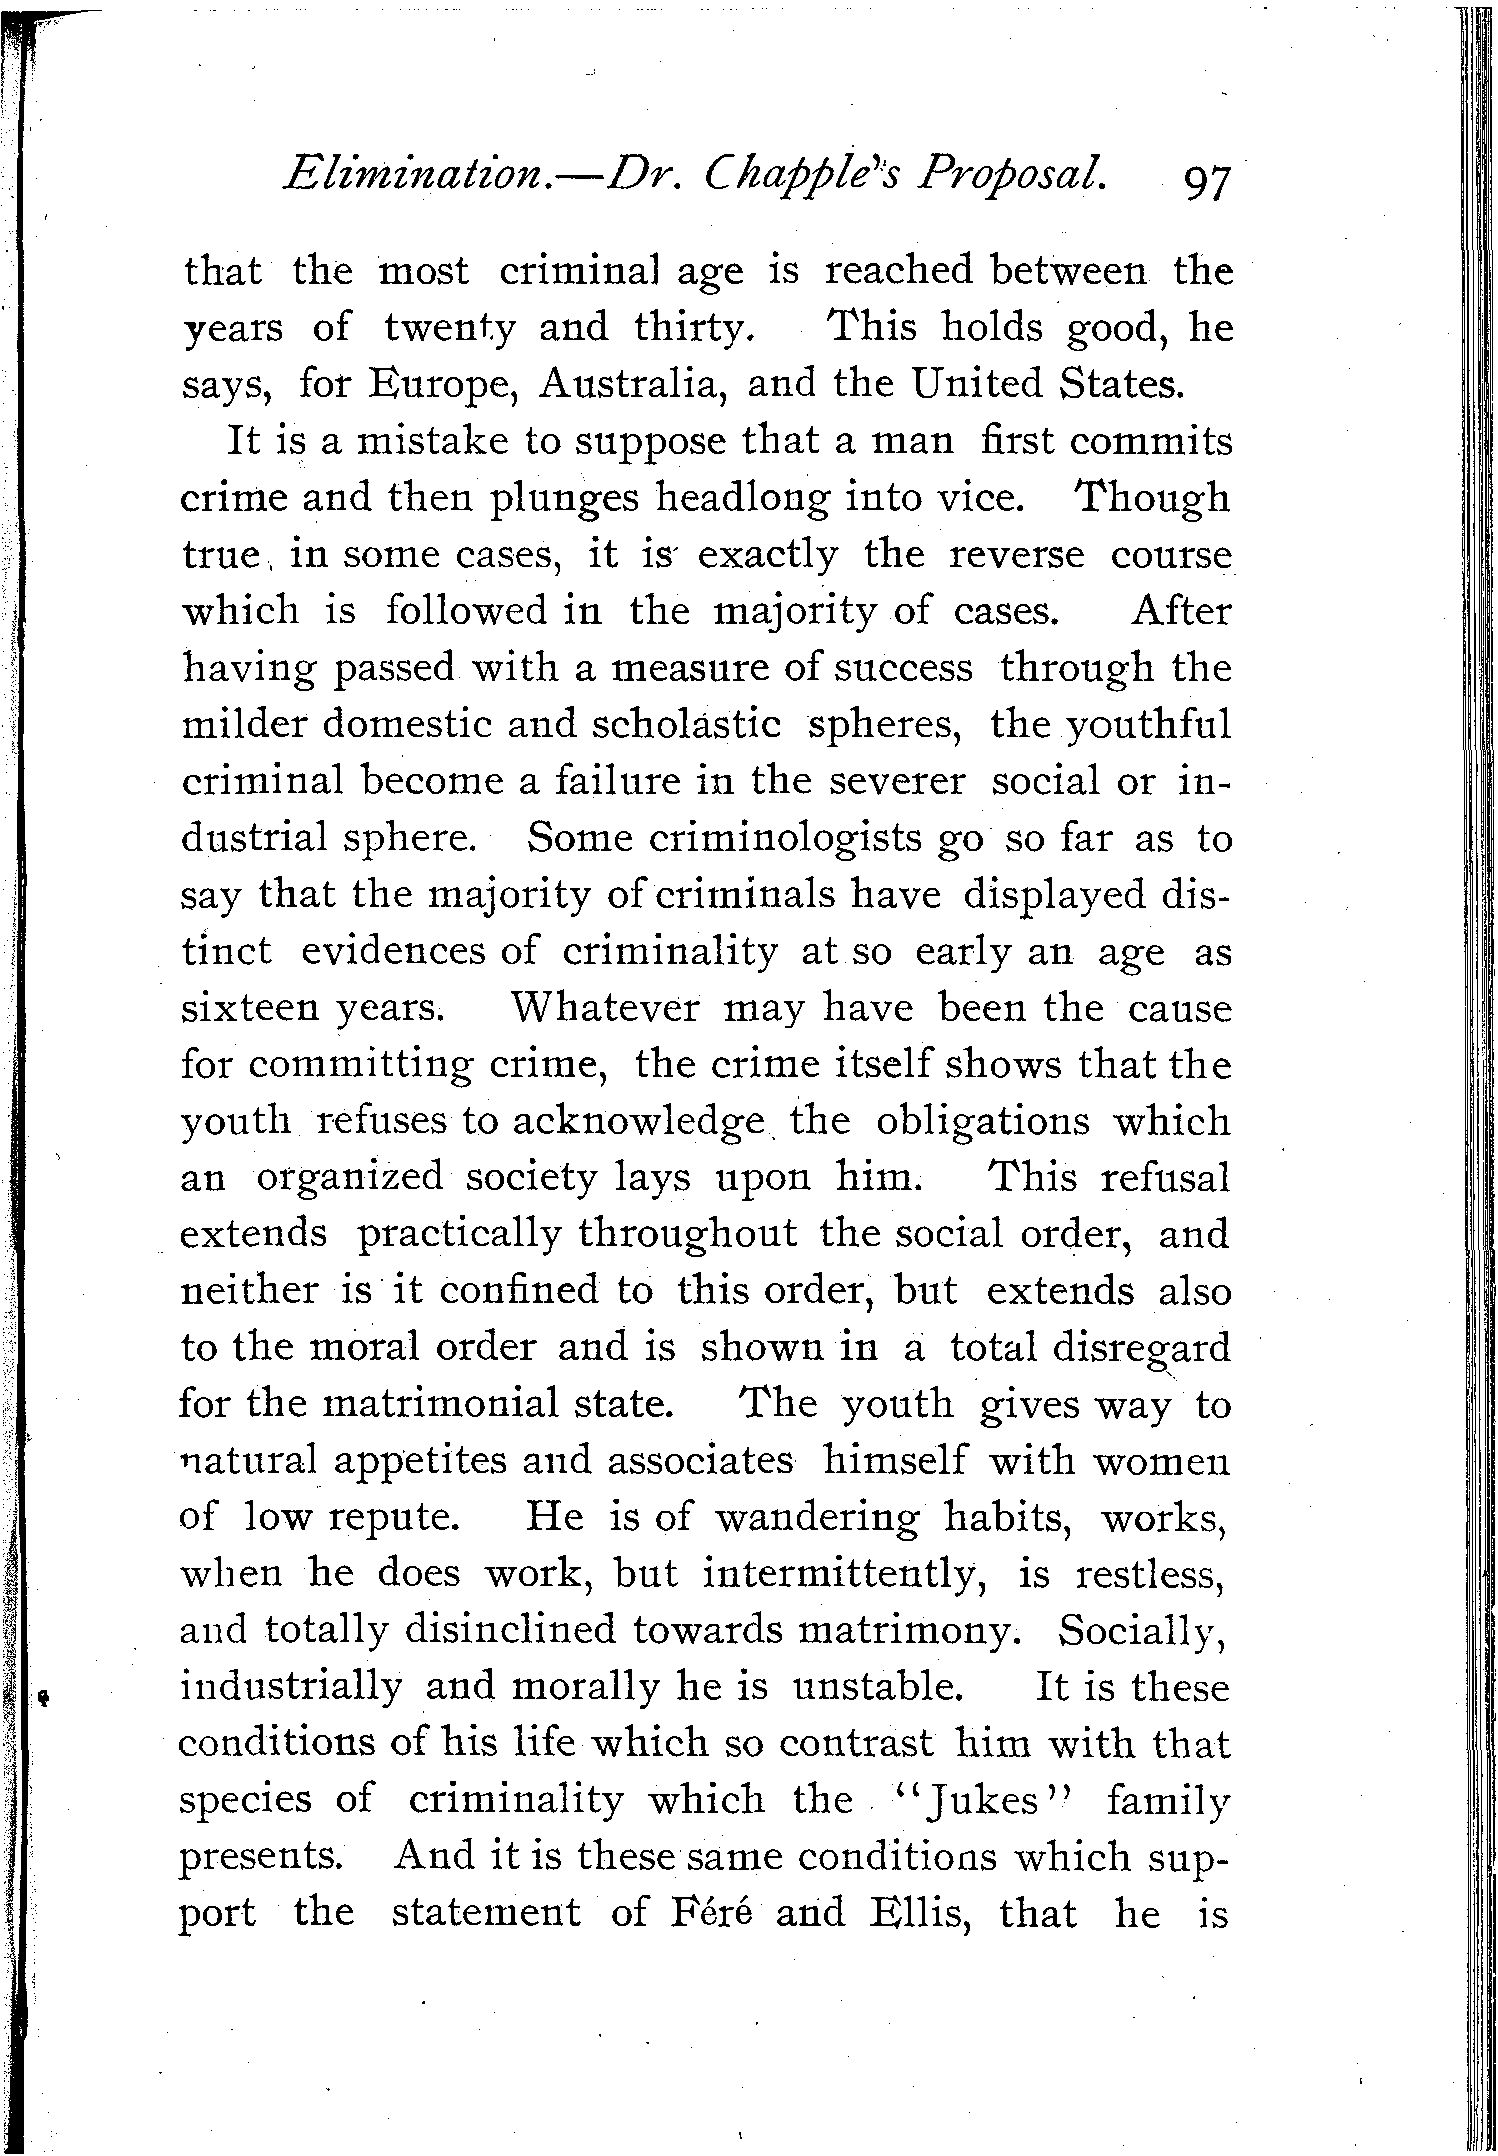 Elimination.—Dr. Chapple's Proposal. 97
that the most criminal age is reached between the
years of twenty and thirty. This holds good, he
says, for Europe, Australia, and the United States.
It is a mistake to suppose that a man first commits
crime and then plunges headlong into vice. Though
true, in some cases, it is exactly the reverse course
which is followed in the majority of cases. After
having passed with a measure of success through the
milder domestic and scholastic spheres, the youthful
criminal become a failure in the severer social or in-
dustrial sphere. Some criminologists go so far as to
say that the majority of criminals have displayed dis-
tinct evidences of criminality at so early an age as
sixteen years. Whatever may have been the cause
for committing crime, the crime itself shows that the
youth refuses to acknowledge the obligations which
an organized society lays upon him. This refusal
extends practically throughout the social order, and
neither is it confined to this order, but extends also
to the moral order and is shown in a total disregard
for the matrimonial state. The youth gives way to
natural appetites and associates himself with women
of low repute. He is of wandering habits, works,
when he does work, but intermittently, is restless,
and totally disinclined towards matrimony. Socially,
industrially and morally he is unstable. It is these
conditions of his life which so contrast him with that
species of criminality which the "Jukes" family
presents. And it is these same conditions which sup-
port the statement of Féré and Ellis, that he is